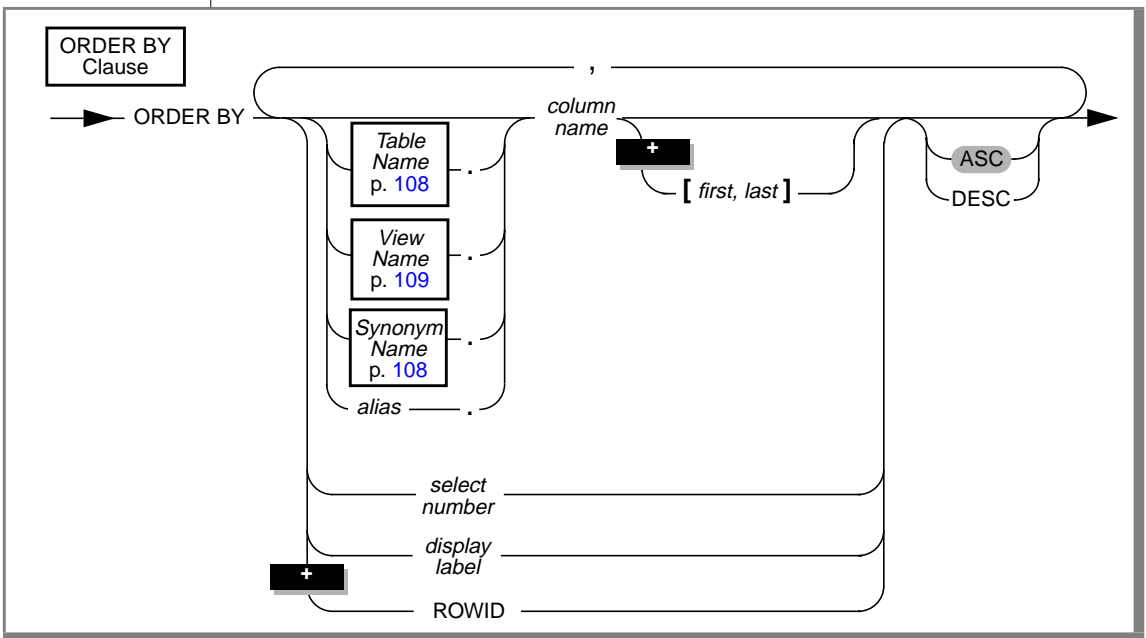 ORDER BY
Clause
,
ORDER BY
column
name
+
Table
Name
p. 108
.
[ first, last ]
ASC
DESC
View
Name
p. 109
.
Synonym
Name
p. 108
.
alias
.
select
number
display
label
+
ROWID